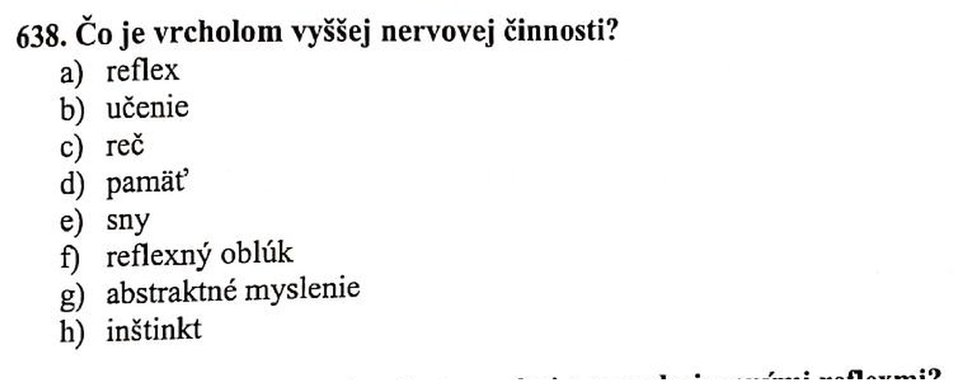 638. Čo je vrcholom vyššej nervovej činnosti?
a) reflex
b) učenie
c) reč
d) pamäť
e) sny
f) reflexný oblúk
g) abstraktné myslenie
h) inštinkt